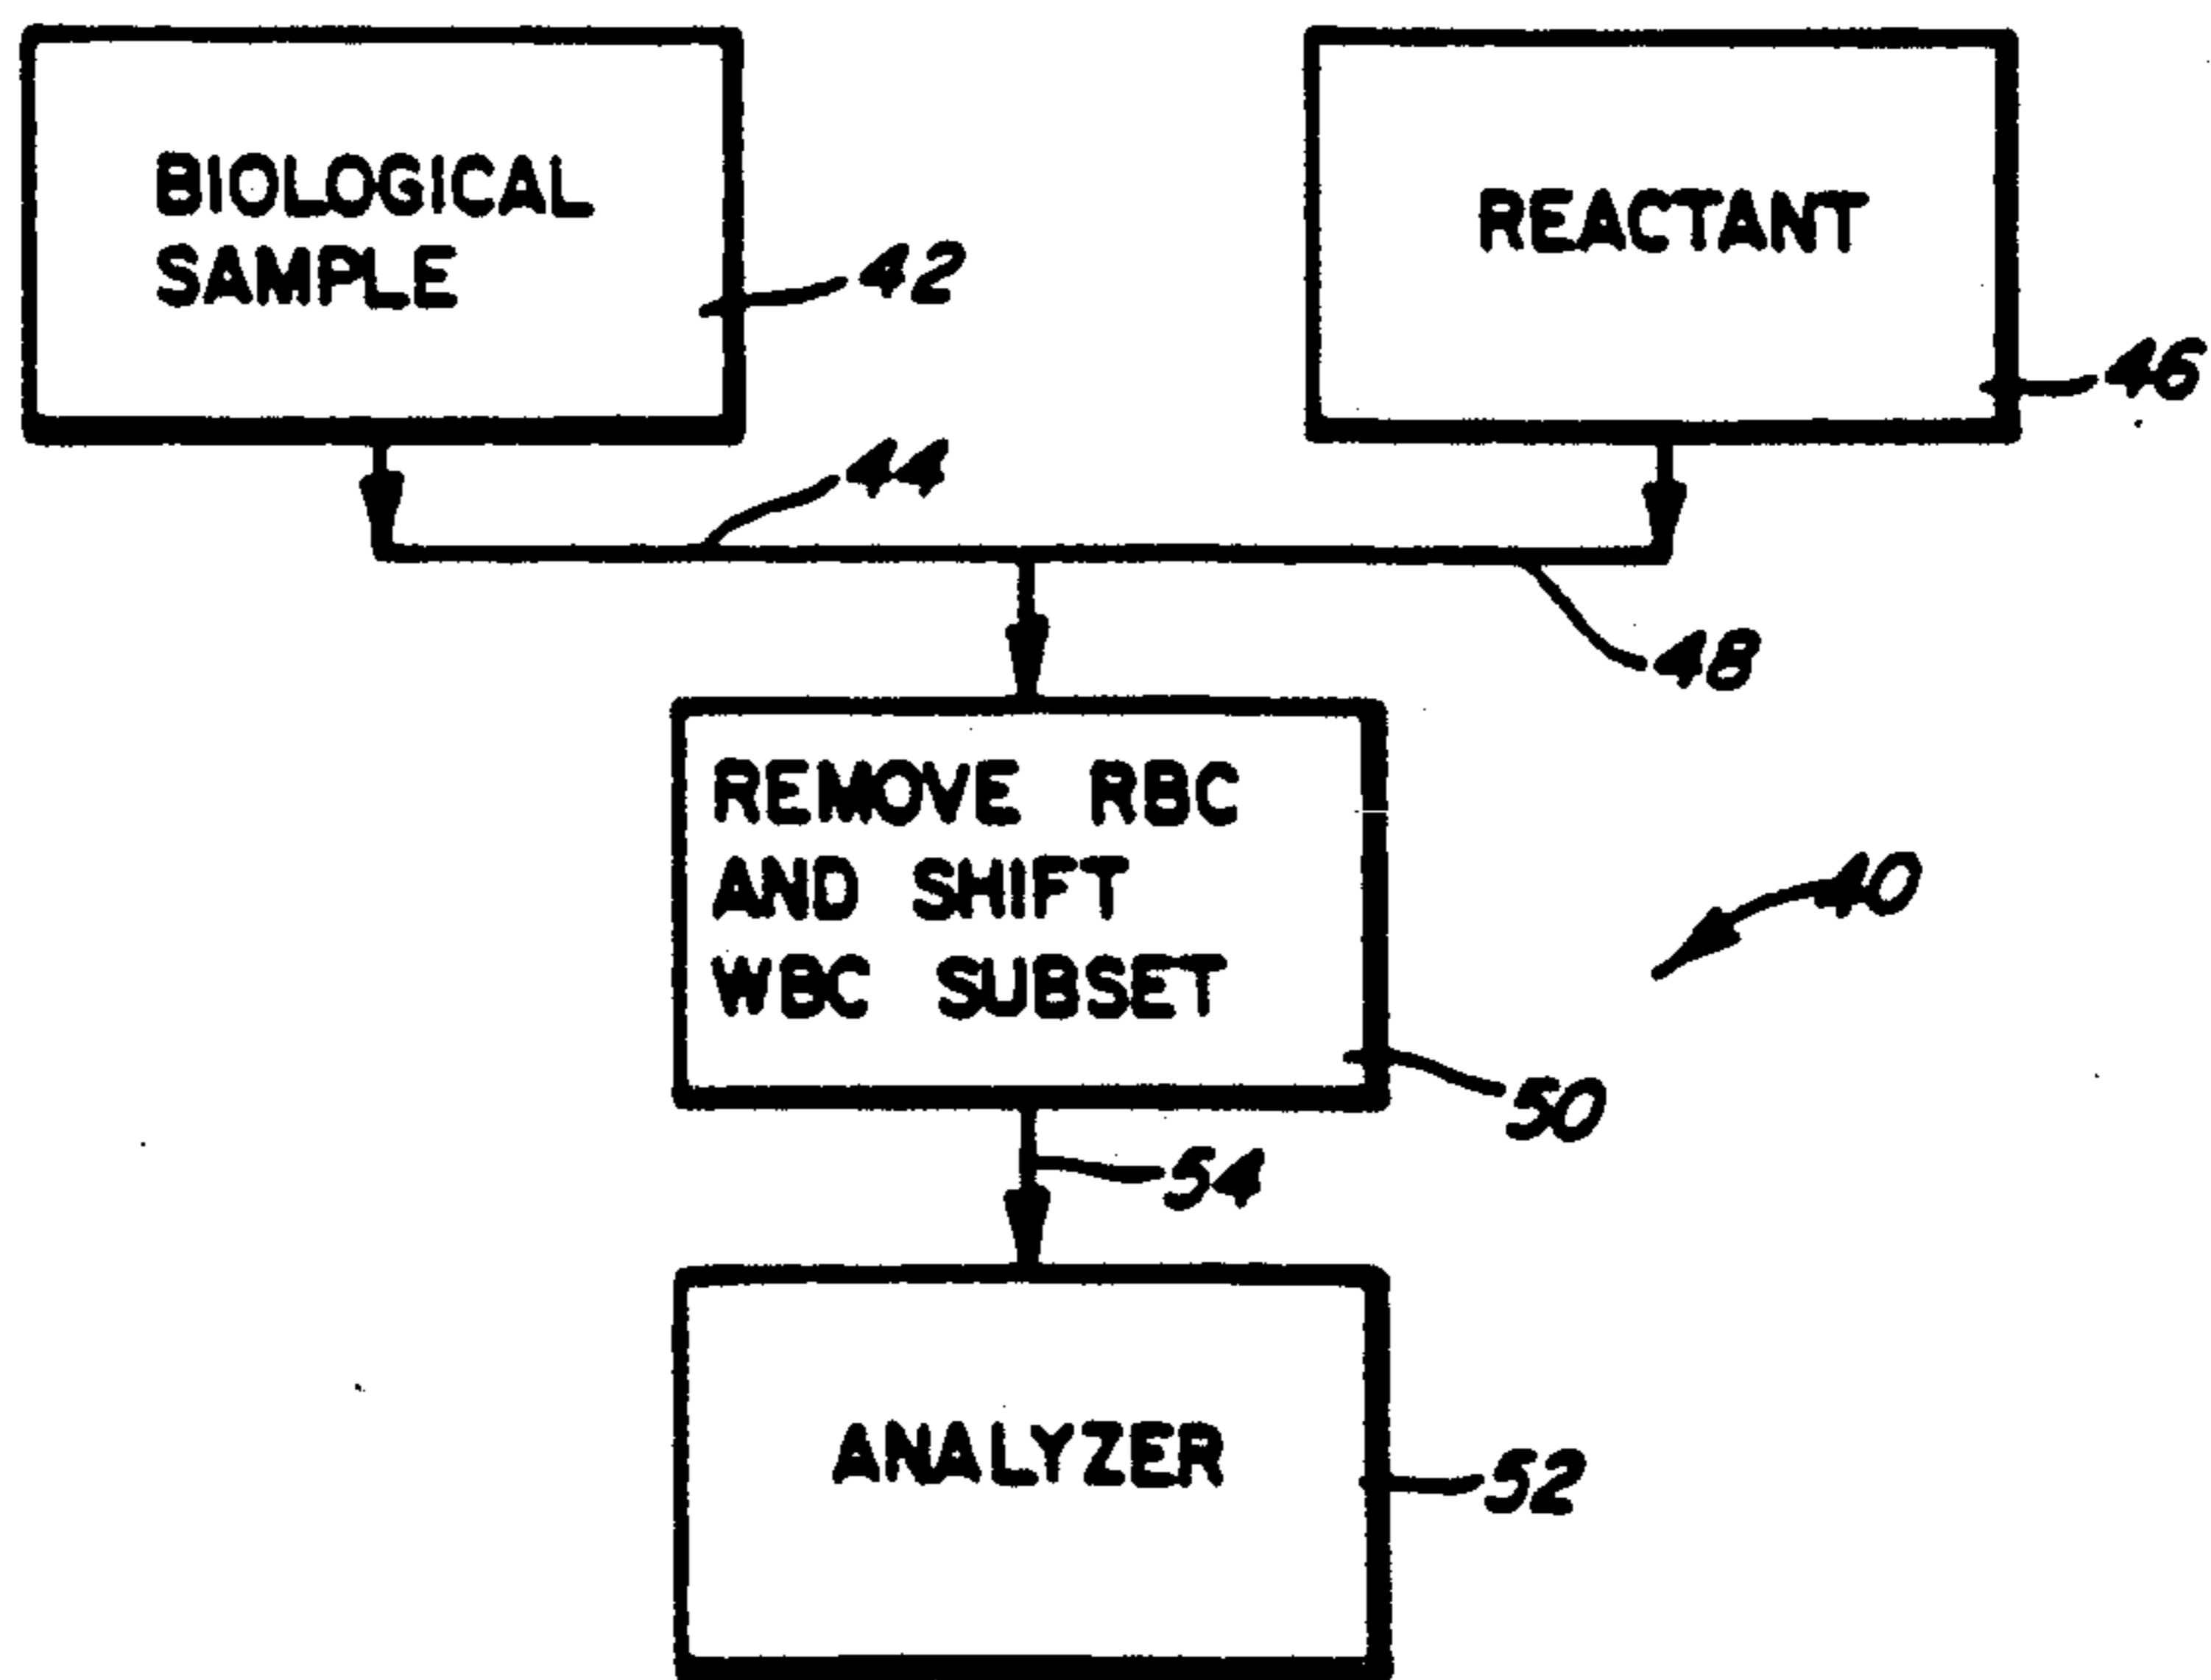 BIOLOGICAL
SAMPLE
42
REACTANT
46
44
48
REMOVE RBC
AND SHIFT
WBC SUBSET
40
50
54
ANALYZER
52